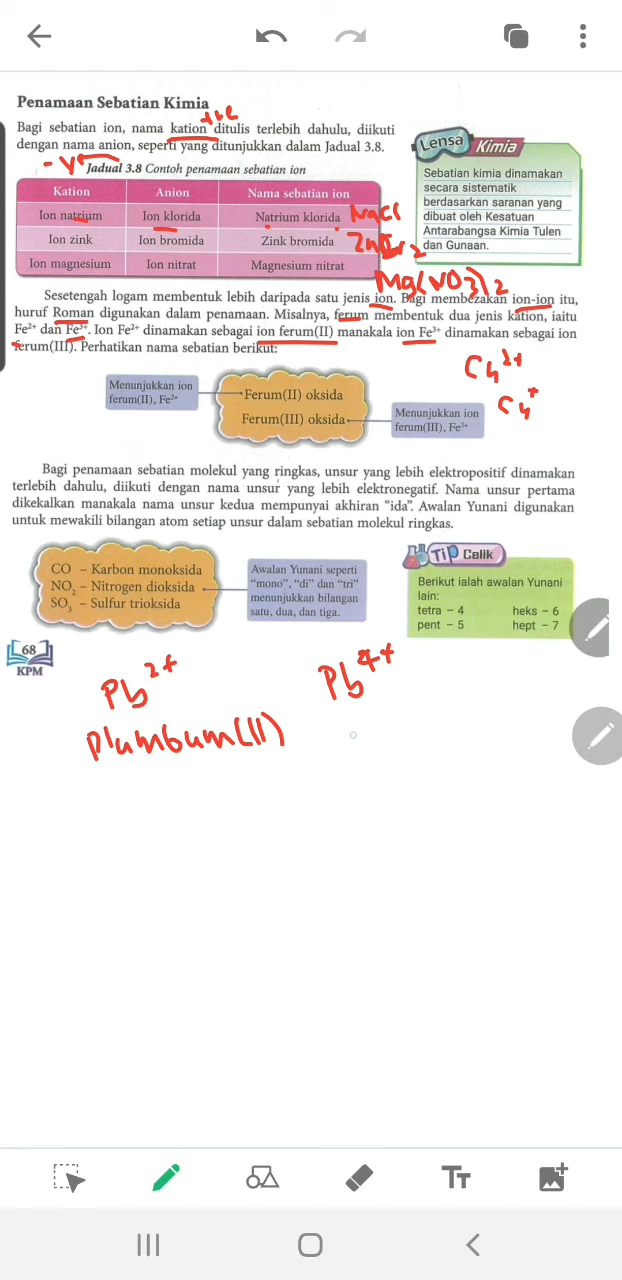 Penamaan Sebatian Kimia
+ve
Bagi sebatian ion, nama kation ditulis terlebih dahulu, diikuti
dengan nama anion, seperti yang ditunjukkan dalam Jadual 3.8.
Jadual 3.8 Contoh penamaan sebatian ion
Kation Anion Nama sebatian ion
Ion natrium Ion klorida Natrium klorida NaCl
Ion zink Ion bromida Zink bromida
Ion magnesium Ion nitrat Magnesium nitrat
Mg(NO3)2
Lensa Kimia
Sebatian kimia dinamakan
secara sistematik
berdasarkan saranan yang
dibuat oleh Kesatuan
Antarabangsa Kimia Tulen
dan Gunaan.
Sesetengah logam membentuk lebih daripada satu jenis ion. Bagi membezakan ion-ion itu,
huruf Roman digunakan dalam penamaan. Misalnya, ferum membentuk dua jenis kation, iaitu
Fe²⁺ dan Fe³⁺. Ion Fe²⁺ dinamakan sebagai ion ferum(II) manakala ion Fe³⁺ dinamakan sebagai ion
ferum(III). Perhatikan nama sebatian berikut:
Cu²⁺
Cu⁺
Menunjukkan ion
ferum(II), Fe²⁺
Ferum(II) oksida
Ferum(III) oksida
Menunjukkan ion
ferum(III), Fe³⁺
Bagi penamaan sebatian molekul yang ringkas, unsur yang lebih elektropositif dinamakan
terlebih dahulu, diikuti dengan nama unsur yang lebih elektronegatif. Nama unsur pertama
dikekalkan manakala nama unsur kedua mempunyai akhiran “ida”. Awalan Yunani digunakan
untuk mewakili bilangan atom setiap unsur dalam sebatian molekul ringkas.
CO – Karbon monoksida
NO₂ – Nitrogen dioksida
SO₃ – Sulfur trioksida
Awalan Yunani seperti
“mono”, “di” dan “tri”
menunjukkan bilangan
satu, dua, dan tiga.
Tip Celik
Berikut ialah awalan Yunani
lain:
tetra – 4 heks – 6
pent – 5 hept – 7
68
KPM
Pb²⁺ Pb⁴⁺
Plumbum(II)
TT